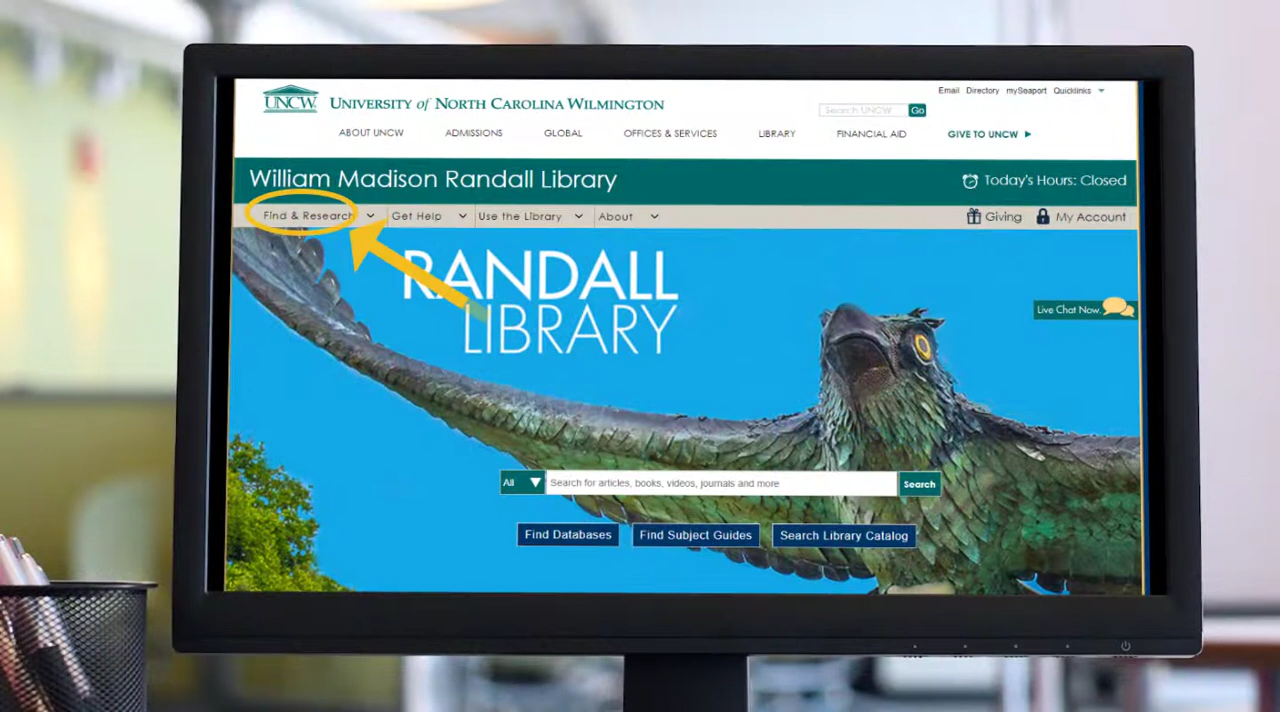 Email Directory mySeaport Quicklinks
UNCW UNIVERSITY of NORTH CAROLINA WILMINGTON
Search UNCW Go
ABOUT UNCW ADMISSIONS GLOBAL OFFICES & SERVICES LIBRARY FINANCIAL AID GIVE TO UNCW
William Madison Randall Library Today's Hours: Closed
Find & Research Get Help Use the Library About Giving My Account
RANDALL
LIBRARY
Live Chat Now.
All Search for articles, books, videos, journals and more Search
Find Databases Find Subject Guides Search Library Catalog